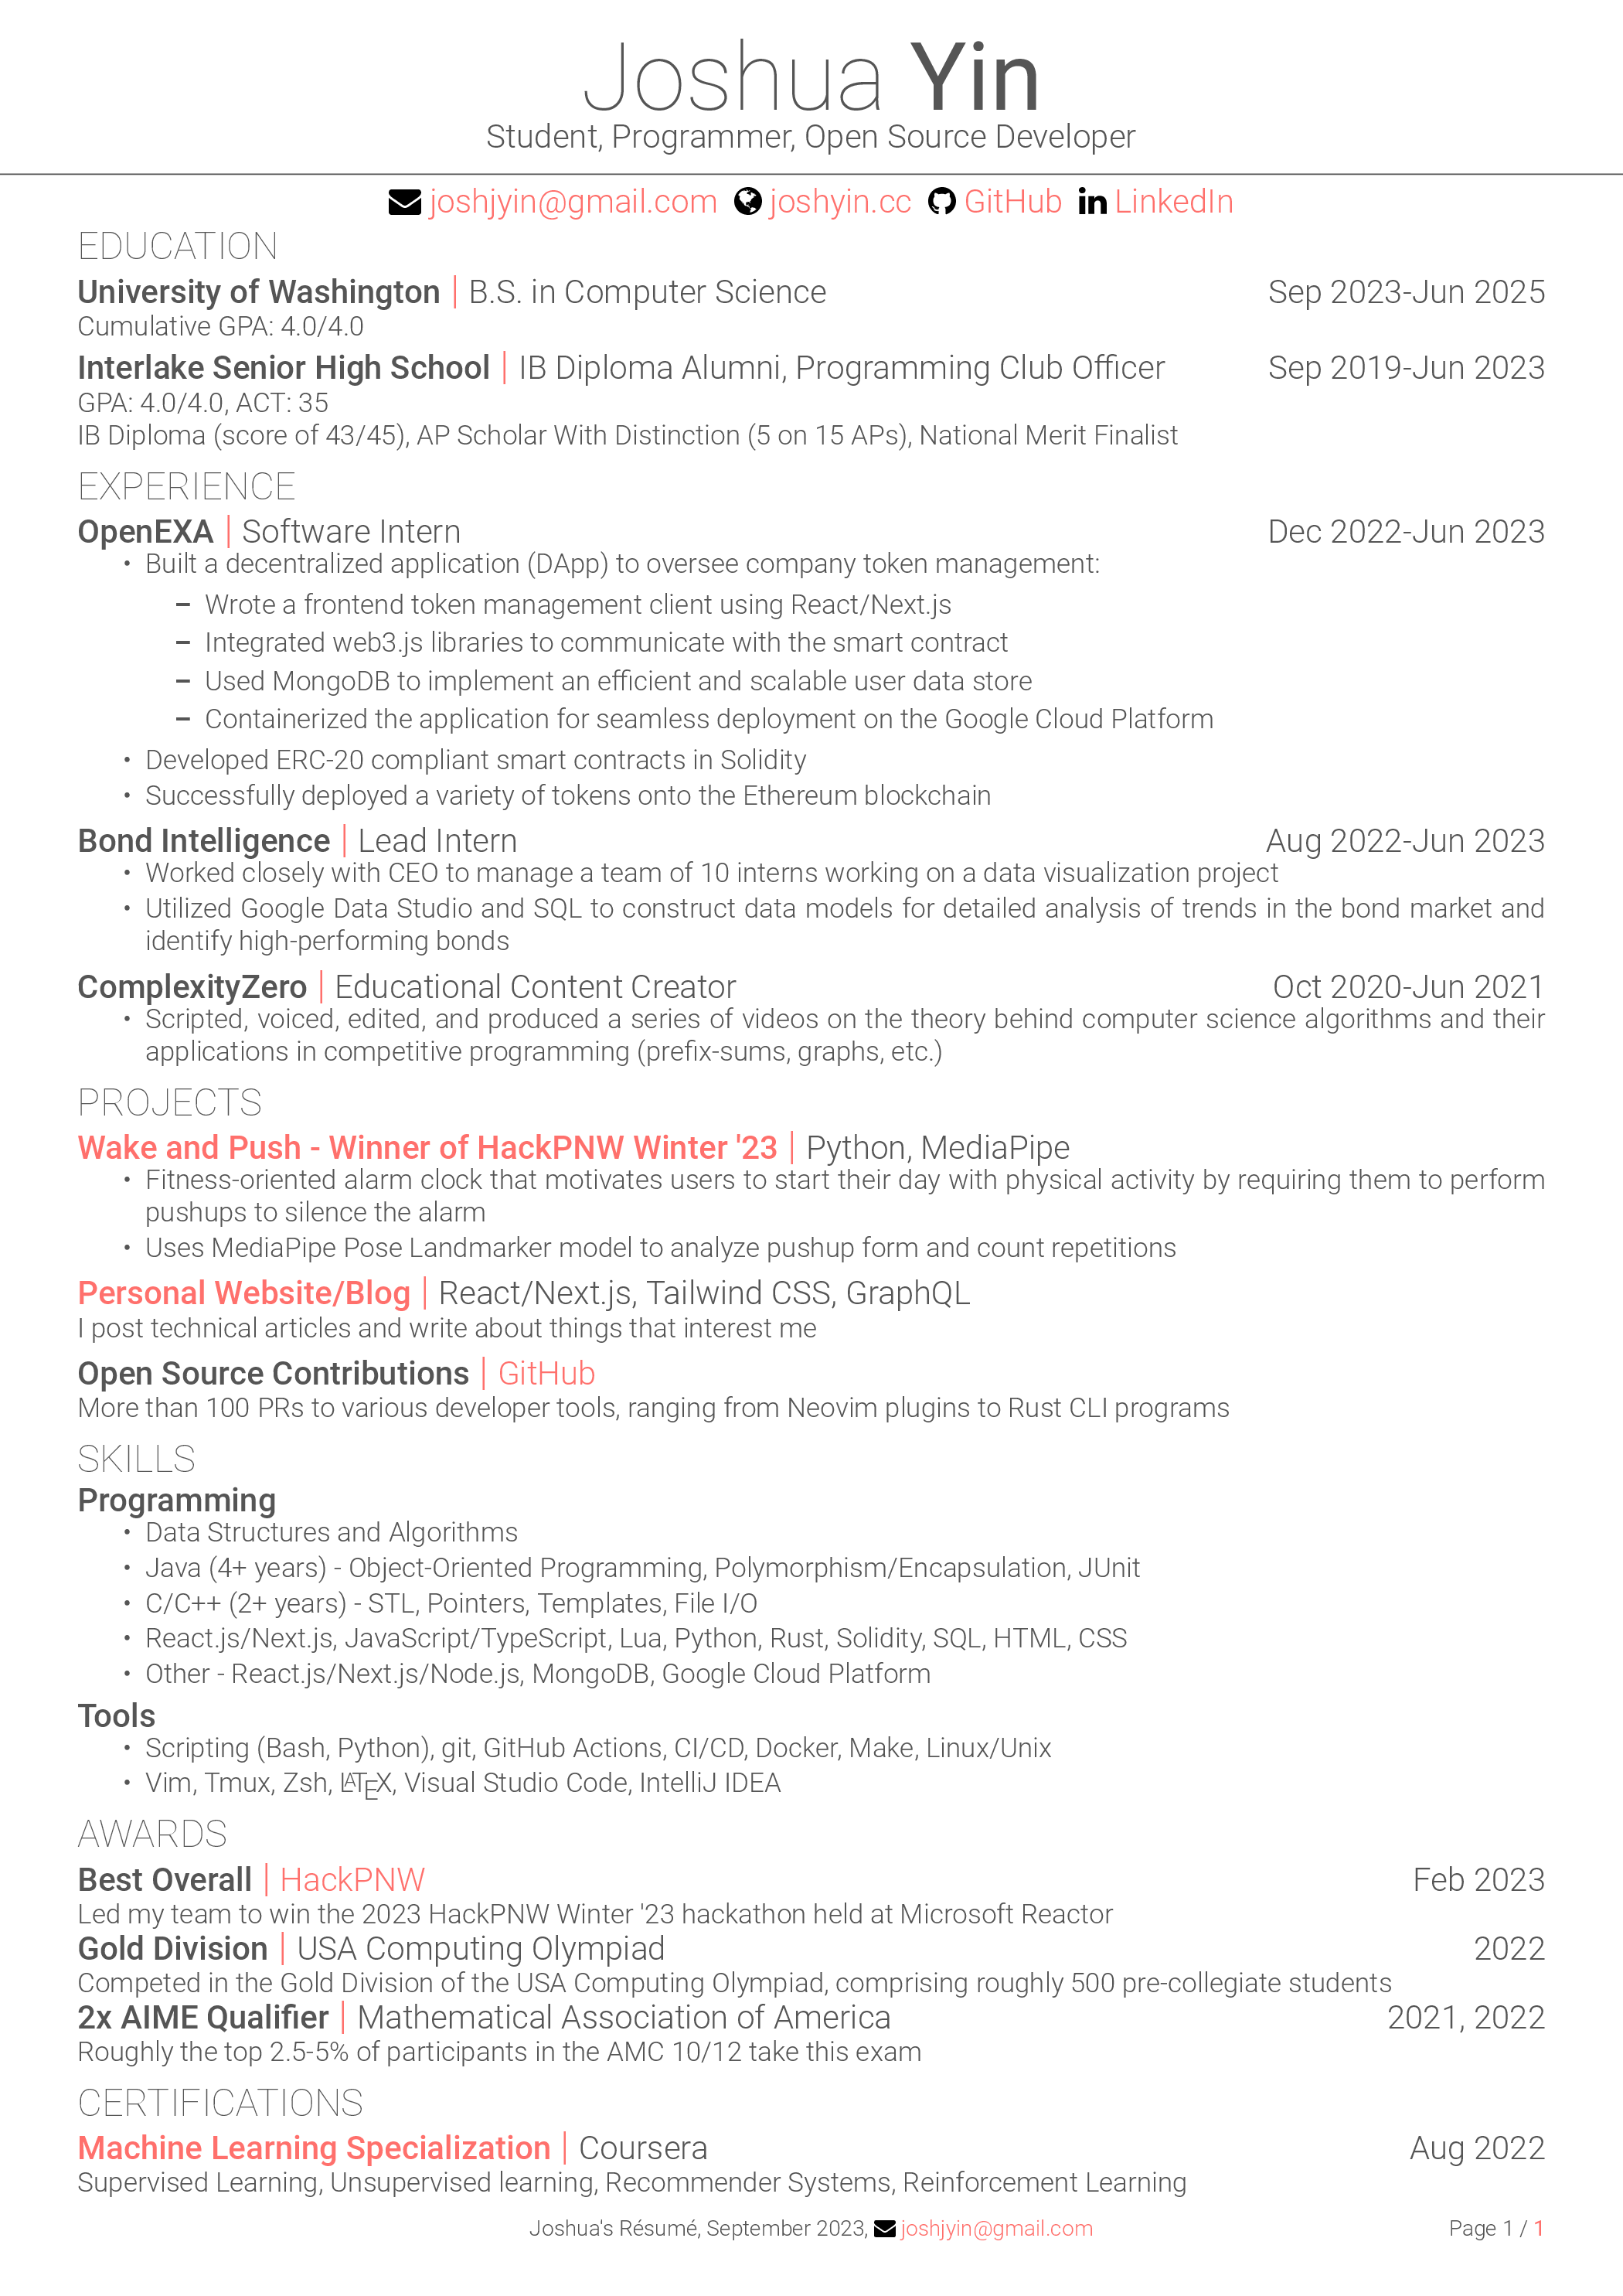 Joshua Yin
Student, Programmer, Open Source Developer
joshjyin@gmail.com joshyin.cc GitHub LinkedIn
EDUCATION
University of Washington | B.S. in Computer Science Sep 2023-Jun 2025
Cumulative GPA: 4.0/4.0
Interlake Senior High School | IB Diploma Alumni, Programming Club Officer Sep 2019-Jun 2023
GPA: 4.0/4.0, ACT: 35
IB Diploma (score of 43/45), AP Scholar With Distinction (5 on 15 APs), National Merit Finalist
EXPERIENCE
OpenEXA | Software Intern Dec 2022-Jun 2023
• Built a decentralized application (DApp) to oversee company token management:
– Wrote a frontend token management client using React/Next.js
– Integrated web3.js libraries to communicate with the smart contract
– Used MongoDB to implement an efficient and scalable user data store
– Containerized the application for seamless deployment on the Google Cloud Platform
• Developed ERC-20 compliant smart contracts in Solidity
• Successfully deployed a variety of tokens onto the Ethereum blockchain
Bond Intelligence | Lead Intern Aug 2022-Jun 2023
• Worked closely with CEO to manage a team of 10 interns working on a data visualization project
• Utilized Google Data Studio and SQL to construct data models for detailed analysis of trends in the bond market and
identify high-performing bonds
ComplexityZero | Educational Content Creator Oct 2020-Jun 2021
• Scripted, voiced, edited, and produced a series of videos on the theory behind computer science algorithms and their
applications in competitive programming (prefix-sums, graphs, etc.)
PROJECTS
Wake and Push - Winner of HackPNW Winter '23 | Python, MediaPipe
• Fitness-oriented alarm clock that motivates users to start their day with physical activity by requiring them to perform
pushups to silence the alarm
• Uses MediaPipe Pose Landmarker model to analyze pushup form and count repetitions
Personal Website/Blog | React/Next.js, Tailwind CSS, GraphQL
I post technical articles and write about things that interest me
Open Source Contributions | GitHub
More than 100 PRs to various developer tools, ranging from Neovim plugins to Rust CLI programs
SKILLS
Programming
• Data Structures and Algorithms
• Java (4+ years) - Object-Oriented Programming, Polymorphism/Encapsulation, JUnit
• C/C++ (2+ years) - STL, Pointers, Templates, File I/O
• React.js/Next.js, JavaScript/TypeScript, Lua, Python, Rust, Solidity, SQL, HTML, CSS
• Other - React.js/Next.js/Node.js, MongoDB, Google Cloud Platform
Tools
• Scripting (Bash, Python), git, GitHub Actions, CI/CD, Docker, Make, Linux/Unix
• Vim, Tmux, Zsh, LATEX, Visual Studio Code, IntelliJ IDEA
AWARDS
Best Overall | HackPNW Feb 2023
Led my team to win the 2023 HackPNW Winter '23 hackathon held at Microsoft Reactor
Gold Division | USA Computing Olympiad 2022
Competed in the Gold Division of the USA Computing Olympiad, comprising roughly 500 pre-collegiate students
2x AIME Qualifier | Mathematical Association of America 2021, 2022
Roughly the top 2.5-5% of participants in the AMC 10/12 take this exam
CERTIFICATIONS
Machine Learning Specialization | Coursera Aug 2022
Supervised Learning, Unsupervised learning, Recommender Systems, Reinforcement Learning
Joshua's Résumé, September 2023, joshjyin@gmail.com Page 1 / 1